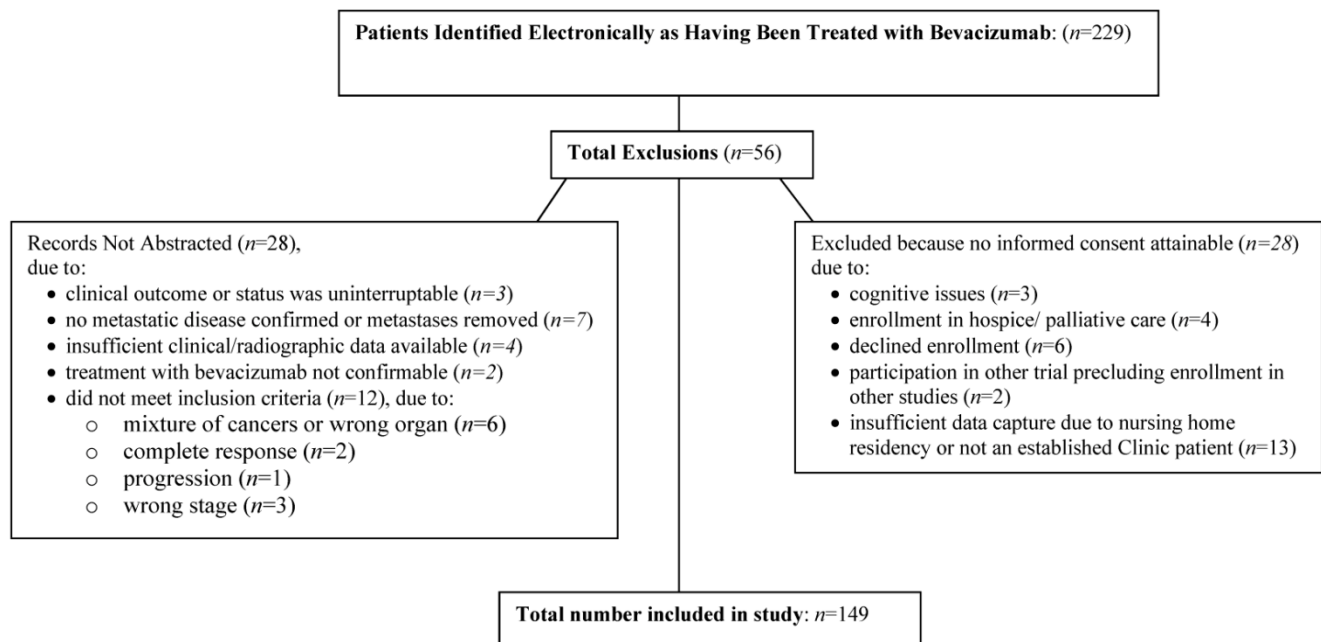 Patients Identified Electronically as Having Been Treated with Bevacizumab: (n=229)
Total Exclusions (n=56)
Records Not Abstracted (n=28),
due to:
• clinical outcome or status was uninterruptable (n=3)
• no metastatic disease confirmed or metastases removed (n=7)
• insufficient clinical/radiographic data available (n=4)
• treatment with bevacizumab not confirmable (n=2)
• did not meet inclusion criteria (n=12), due to:
o mixture of cancers or wrong organ (n=6)
o complete response (n=2)
o progression (n=1)
o wrong stage (n=3)
Excluded because no informed consent attainable (n=28)
due to:
• cognitive issues (n=3)
• enrollment in hospice/ palliative care (n=4)
• declined enrollment (n=6)
• participation in other trial precluding enrollment in
other studies (n=2)
• insufficient data capture due to nursing home
residency or not an established Clinic patient (n=13)
Total number included in study: n=149